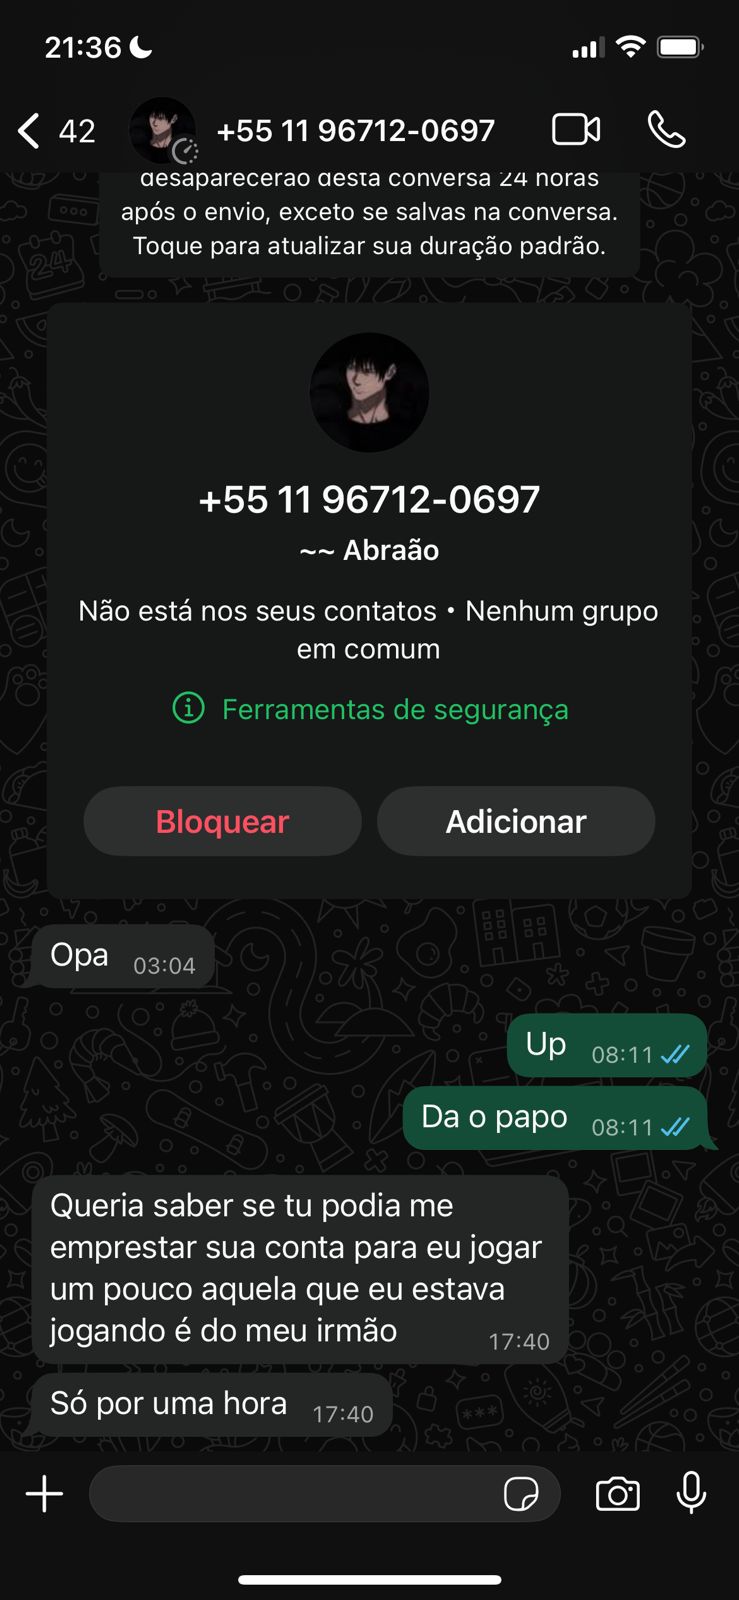 21:36
42
+55 11 96712-0697
desaparecerão desta conversa 24 horas
após o envio, exceto se salvas na conversa.
Toque para atualizar sua duração padrão.
+55 11 96712-0697
~~ Abraão
Não está nos seus contatos • Nenhum grupo
em comum
Ferramentas de segurança
Bloquear
Adicionar
Opa 03:04
Up 08:11
Da o papo 08:11
Queria saber se tu podia me
emprestar sua conta para eu jogar
um pouco aquela que eu estava
jogando é do meu irmão 17:40
Só por uma hora 17:40